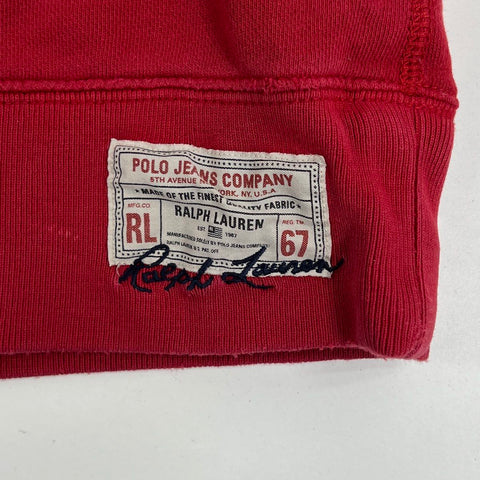 POLO JEANS COMPANY
5TH AVENUE NEW YORK, NY, U.S.A
• MADE OF THE FINEST QUALITY FABRIC •
MFG. CO. RALPH LAUREN REG. TM
RL EST. 1967 67
MANUFACTURED SOLELY BY POLO JEANS COMPANY
RALPH LAUREN U.S. PAT. OFF
Ralph Lauren